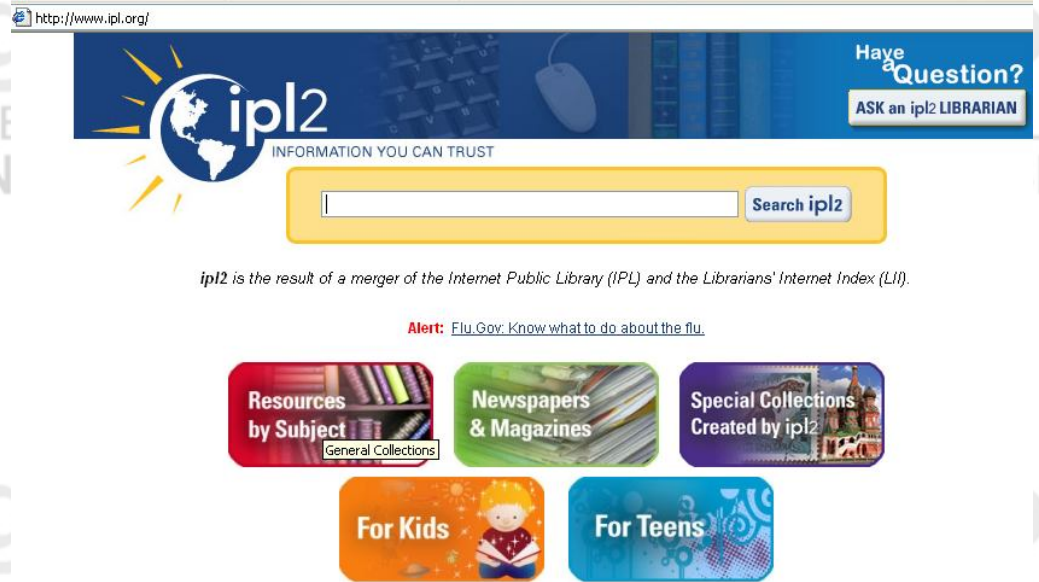 http://www.ipl.org/
Have
a
Question?
ASK an ipl2 LIBRARIAN
ipl2
INFORMATION YOU CAN TRUST
Search ipl2
ipl2 is the result of a merger of the Internet Public Library (IPL) and the Librarians' Internet Index (LII).
Alert: Flu.Gov: Know what to do about the flu.
Resources
by Subject
General Collections
Newspapers
& Magazines
Special Collections
Created by ipl2
For Kids
For Teens